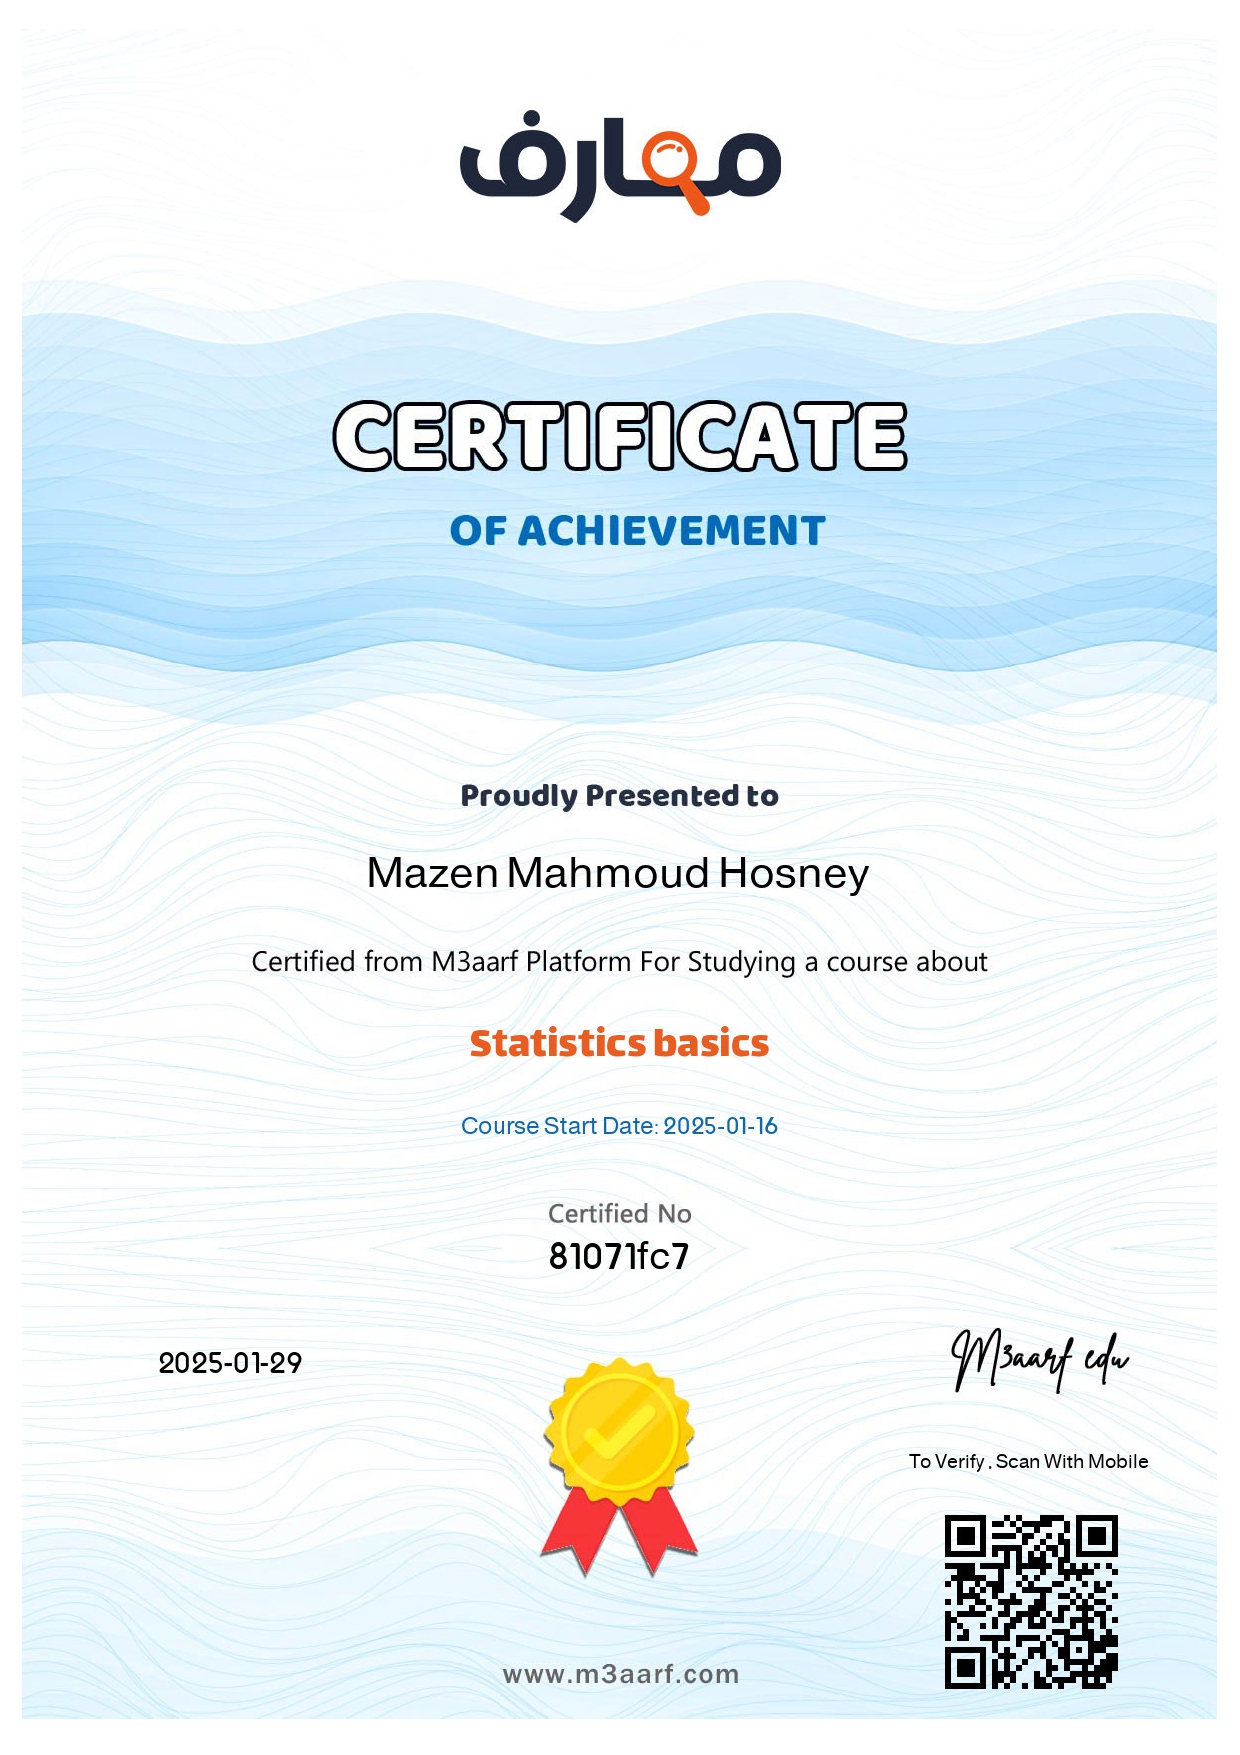 معارف
CERTIFICATE
OF ACHIEVEMENT
Proudly Presented to
Mazen Mahmoud Hosney
Certified from M3aarf Platform For Studying a course about
Statistics basics
Course Start Date: 2025-01-16
Certified No
81071fc7
2025-01-29
M3aarf edu
To Verify , Scan With Mobile
www.m3aarf.com